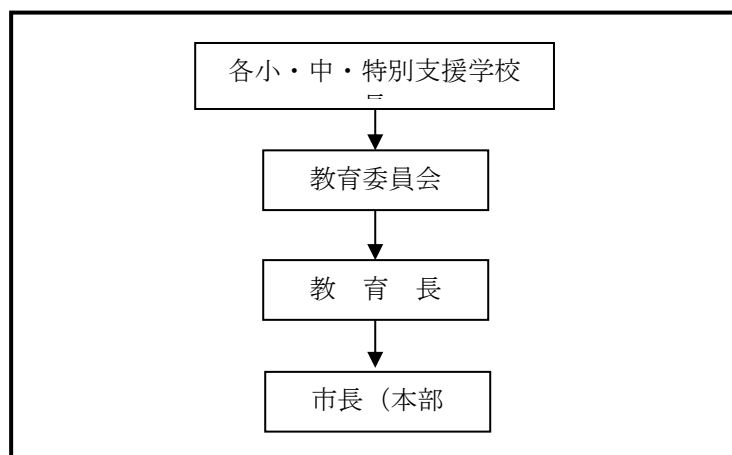 各小・中・特別支援学校
教育委員会
教　育　長
市長（本部